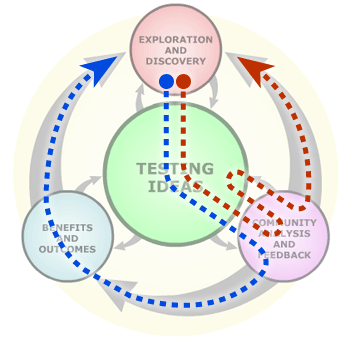 EXPLORATION
AND
DISCOVERY
TESTING
IDEAS
BENEFITS
AND
OUTCOMES
COMMUNITY
ANALYSIS
AND
FEEDBACK